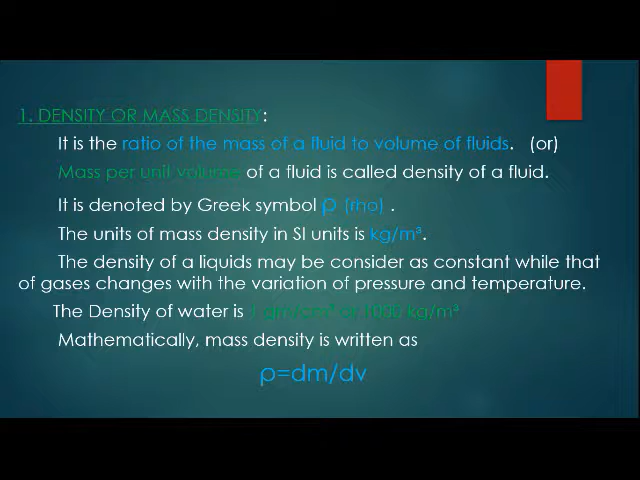 1. DENSITY OR MASS DENSITY:
It is the ratio of the mass of a fluid to volume of fluids. (or)
Mass per unit volume of a fluid is called density of a fluid.
It is denoted by Greek symbol ρ (rho) .
The units of mass density in SI units is kg/m³.
The density of a liquids may be consider as constant while that
of gases changes with the variation of pressure and temperature.
The Density of water is 1 gm/cm³ or 1000 kg/m³
Mathematically, mass density is written as
ρ=dm/dv